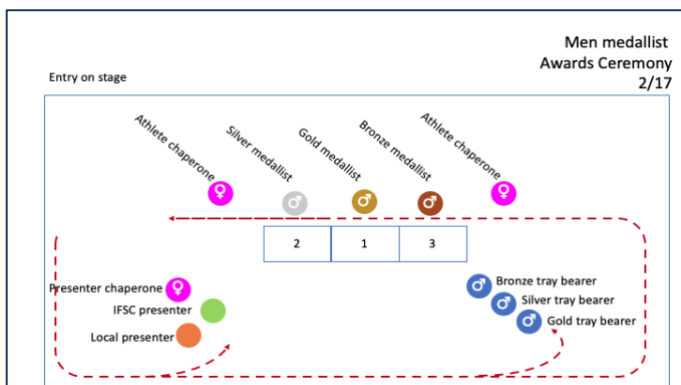 Men medallist
Awards Ceremony
2/17
Entry on stage
Athlete chaperone
Silver medallist
Gold medallist
Bronze medallist
Athlete chaperone
2
1
3
Presenter chaperone
IFSC presenter
Local presenter
Bronze tray bearer
Silver tray bearer
Gold tray bearer